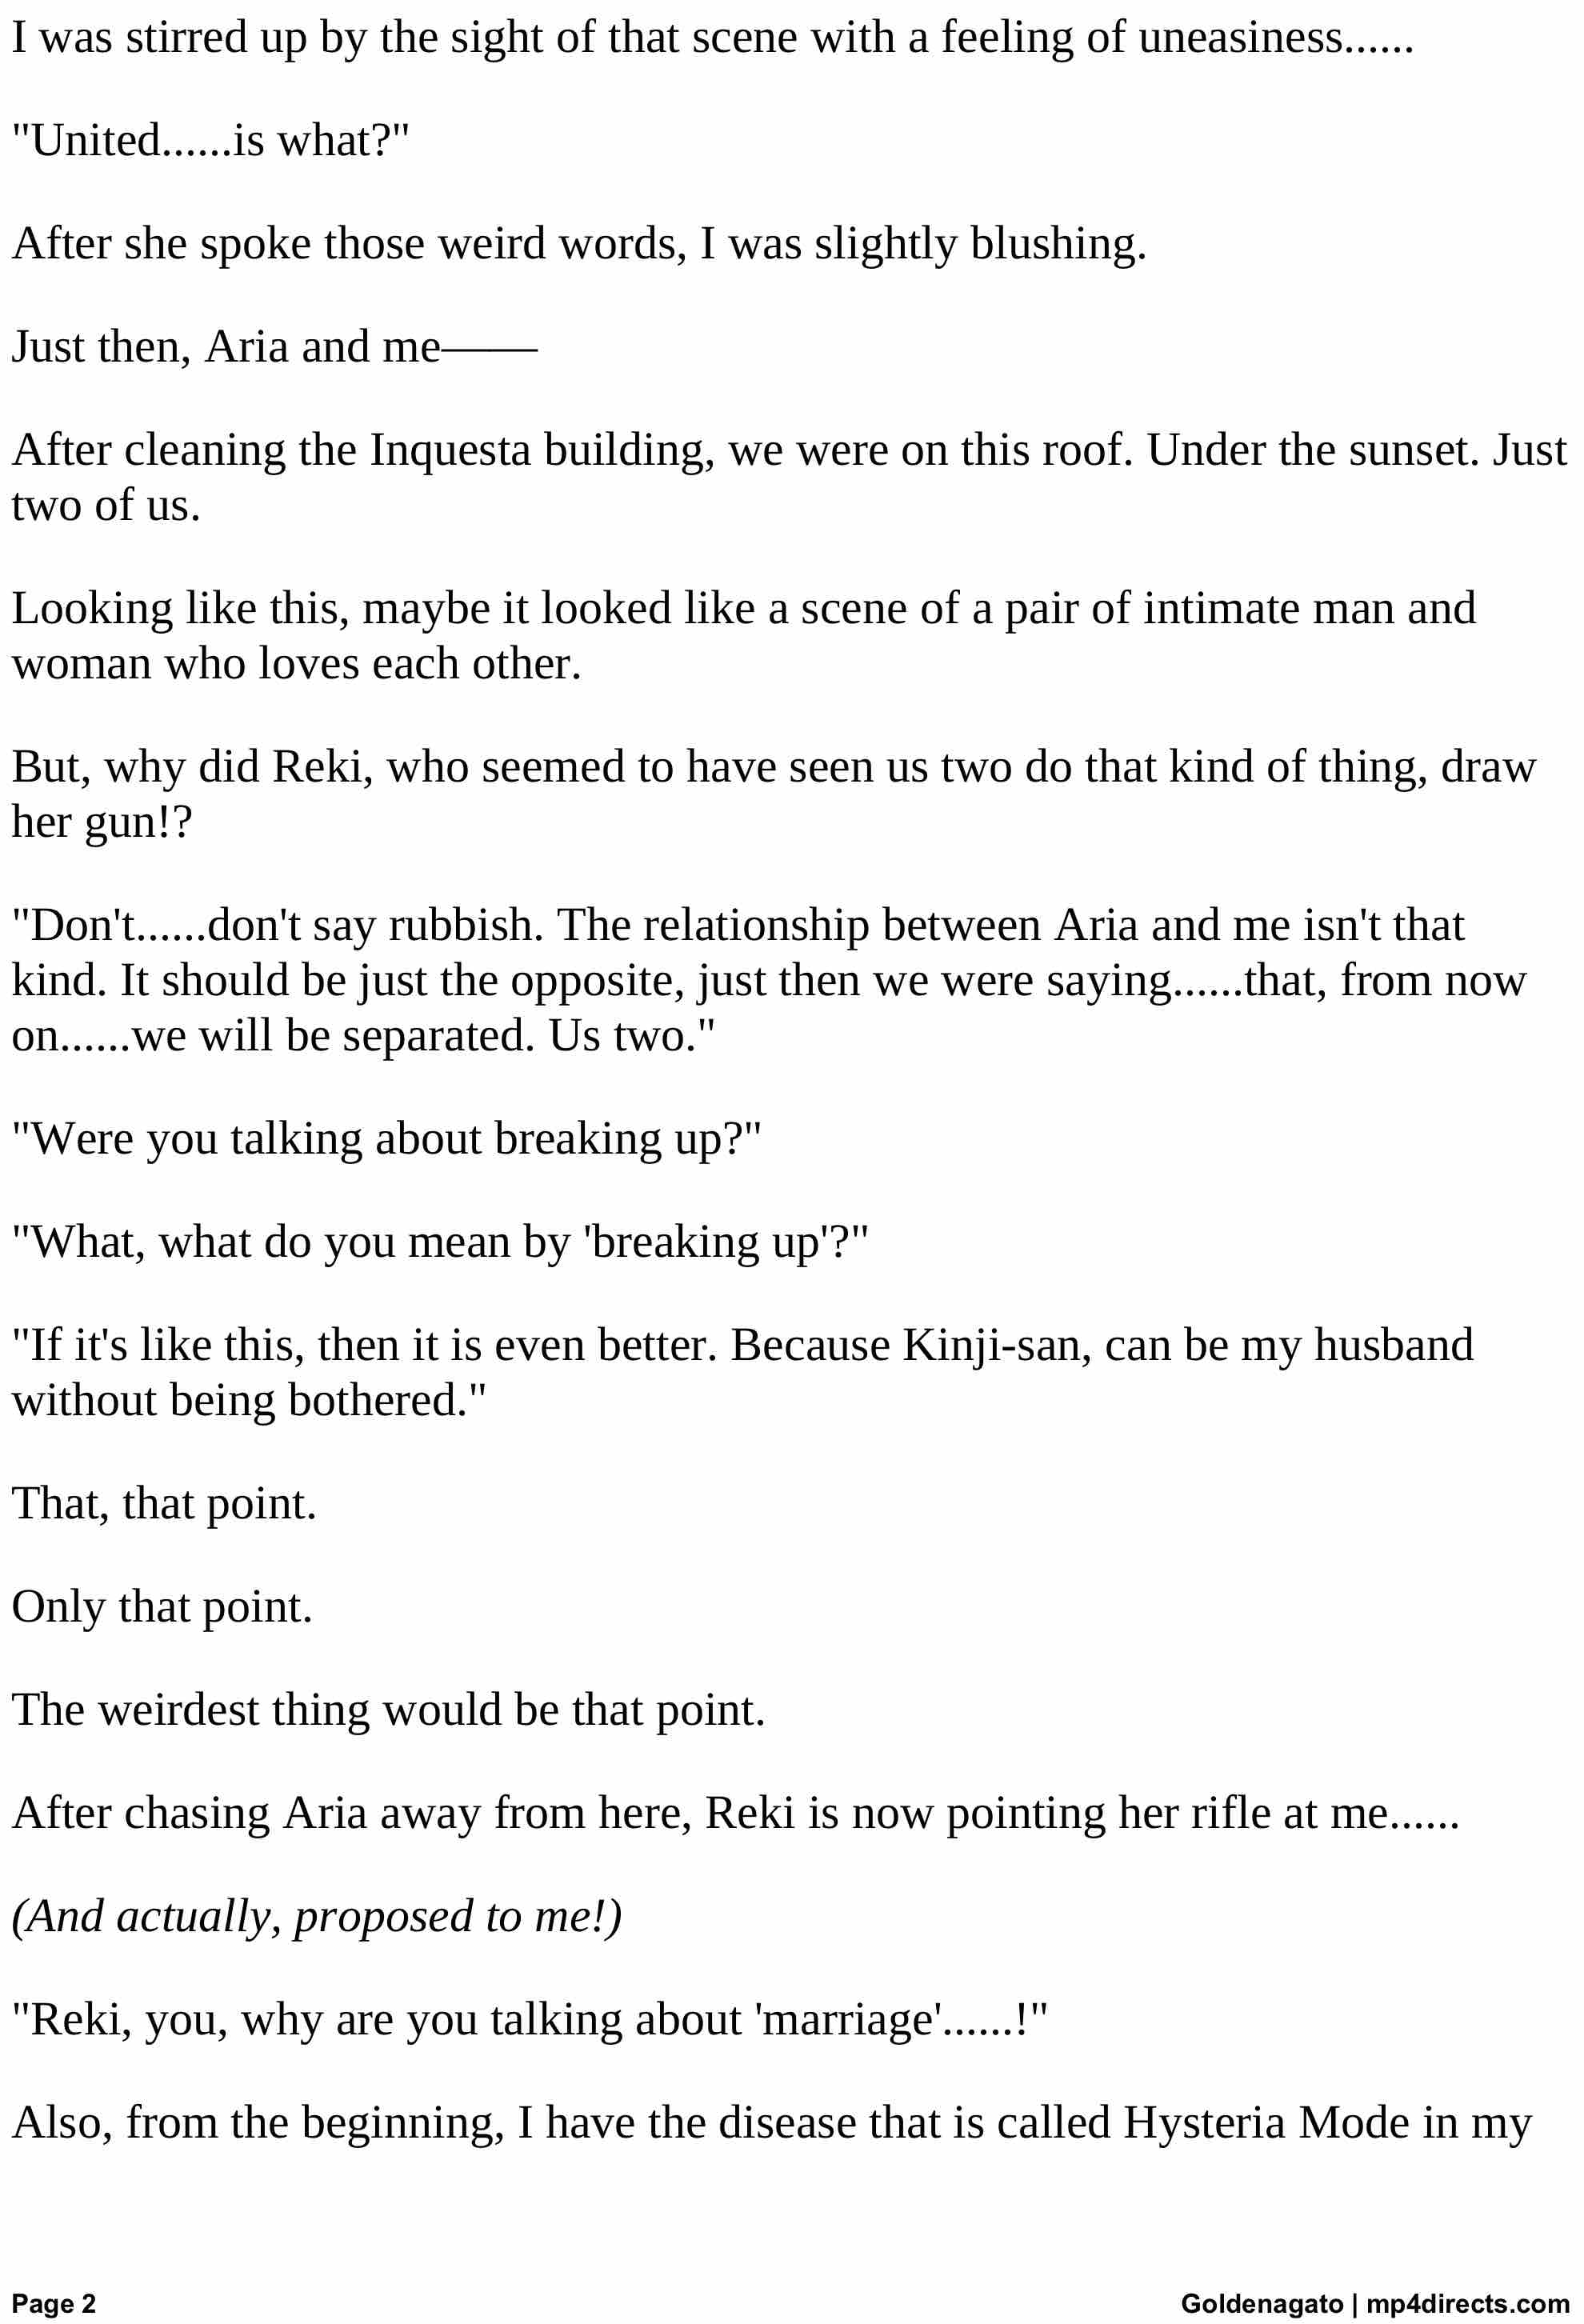 I was stirred up by the sight of that scene with a feeling of uneasiness......
"United......is what?"
After she spoke those weird words, I was slightly blushing.
Just then, Aria and me——
After cleaning the Inquesta building, we were on this roof. Under the sunset. Just
two of us.
Looking like this, maybe it looked like a scene of a pair of intimate man and
woman who loves each other.
But, why did Reki, who seemed to have seen us two do that kind of thing, draw
her gun!?
"Don't......don't say rubbish. The relationship between Aria and me isn't that
kind. It should be just the opposite, just then we were saying......that, from now
on......we will be separated. Us two."
"Were you talking about breaking up?"
"What, what do you mean by 'breaking up'?"
"If it's like this, then it is even better. Because Kinji-san, can be my husband
without being bothered."
That, that point.
Only that point.
The weirdest thing would be that point.
After chasing Aria away from here, Reki is now pointing her rifle at me......
(And actually, proposed to me!)
"Reki, you, why are you talking about 'marriage'......!"
Also, from the beginning, I have the disease that is called Hysteria Mode in my
Page 2
Goldenagato | mp4directs.com